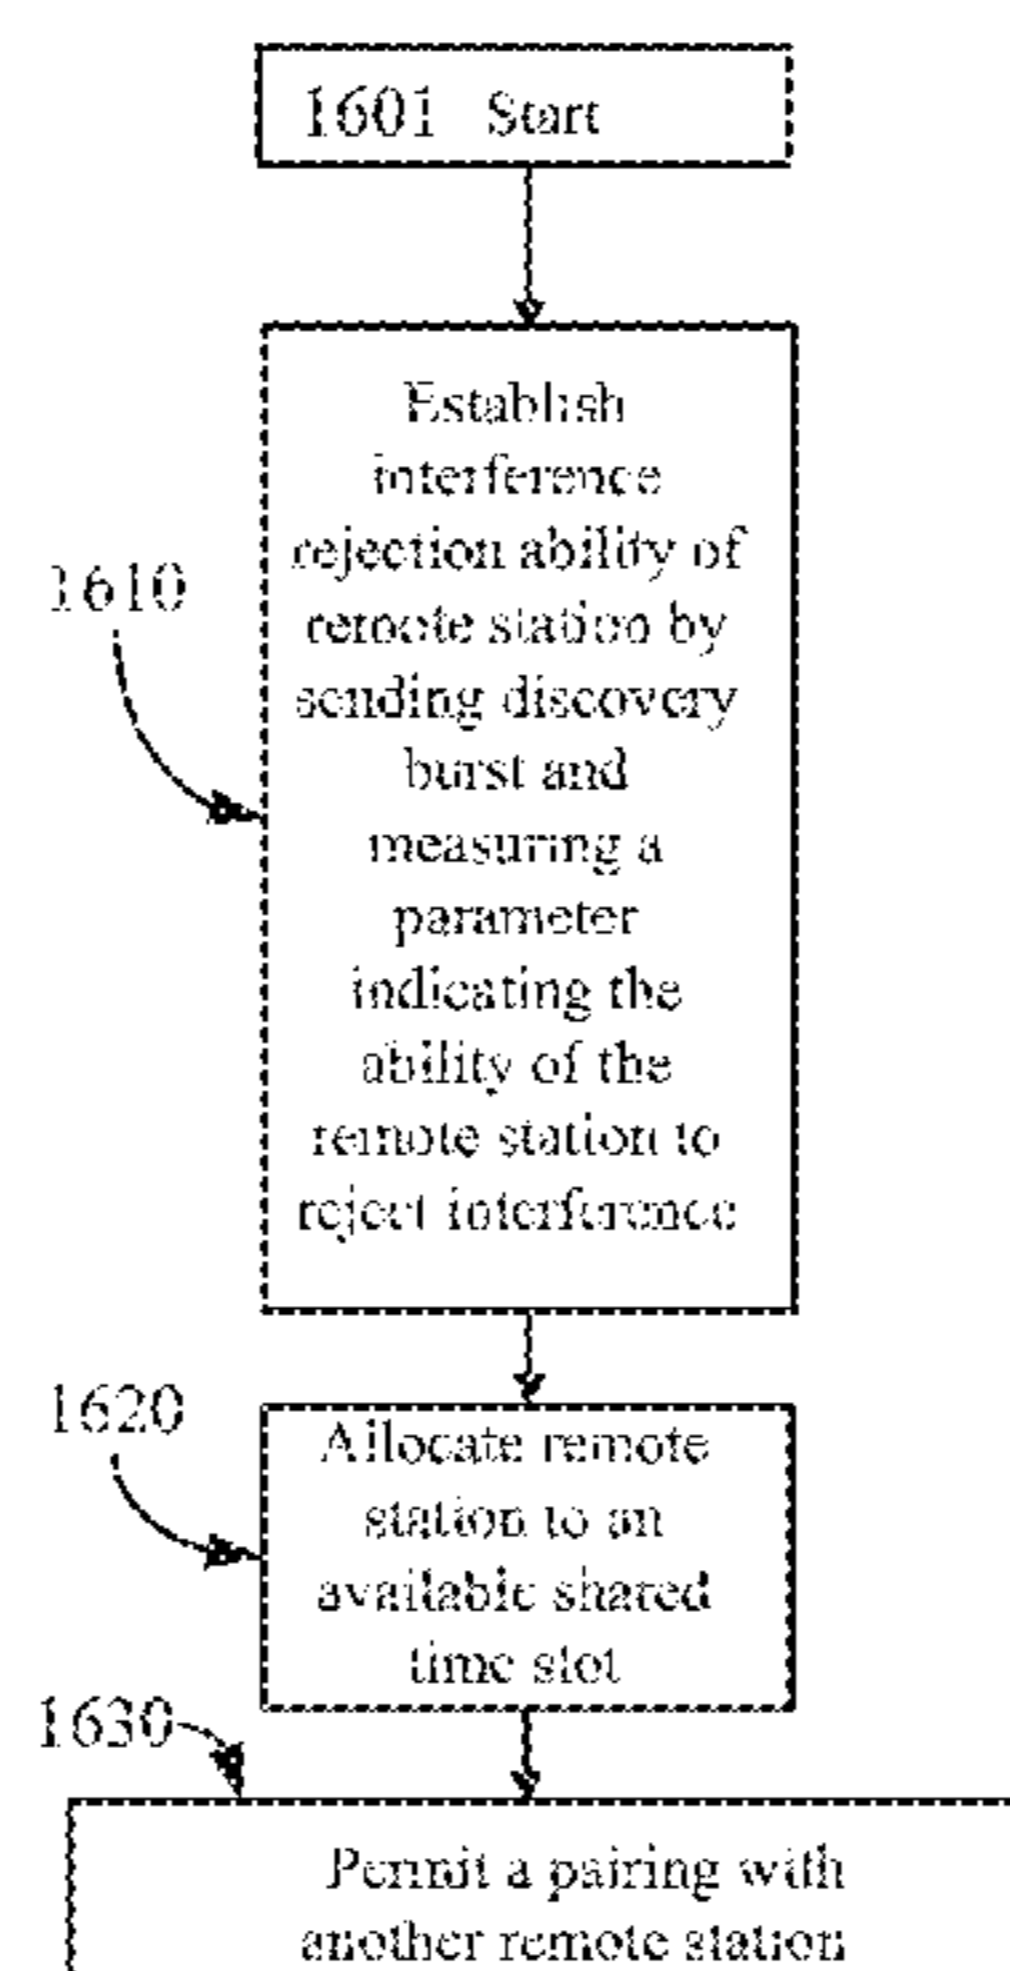 1601 Start
1610
Establish
interference
rejection ability of
remote station by
sending discovery
burst and
measuring a
parameter
indicating the
ability of the
remote station to
reject interference
1620
Allocate remote
station to an
available shared
time slot
1630
Permit a pairing with
another remote station